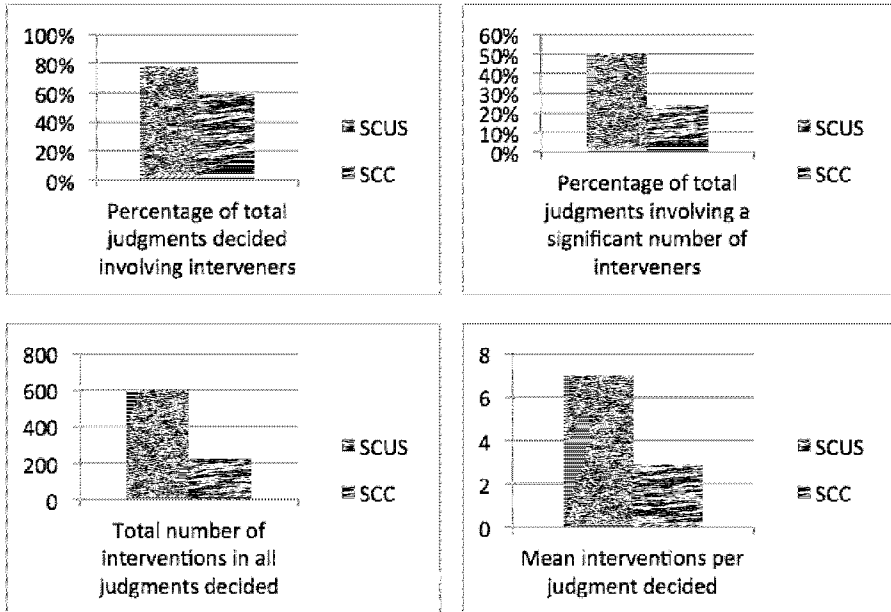 100%
80%
60%
40%
20%
0%
SCUS
SCC
Percentage of total
judgments decided
involving interveners
60%
50%
40%
30%
20%
10%
0%
SCUS
SCC
Percentage of total
judgments involving a
significant number of
interveners
800
600
400
200
0
SCUS
SCC
Total number of
interventions in all
judgments decided
8
6
4
2
0
SCUS
SCC
Mean interventions per
judgment decided